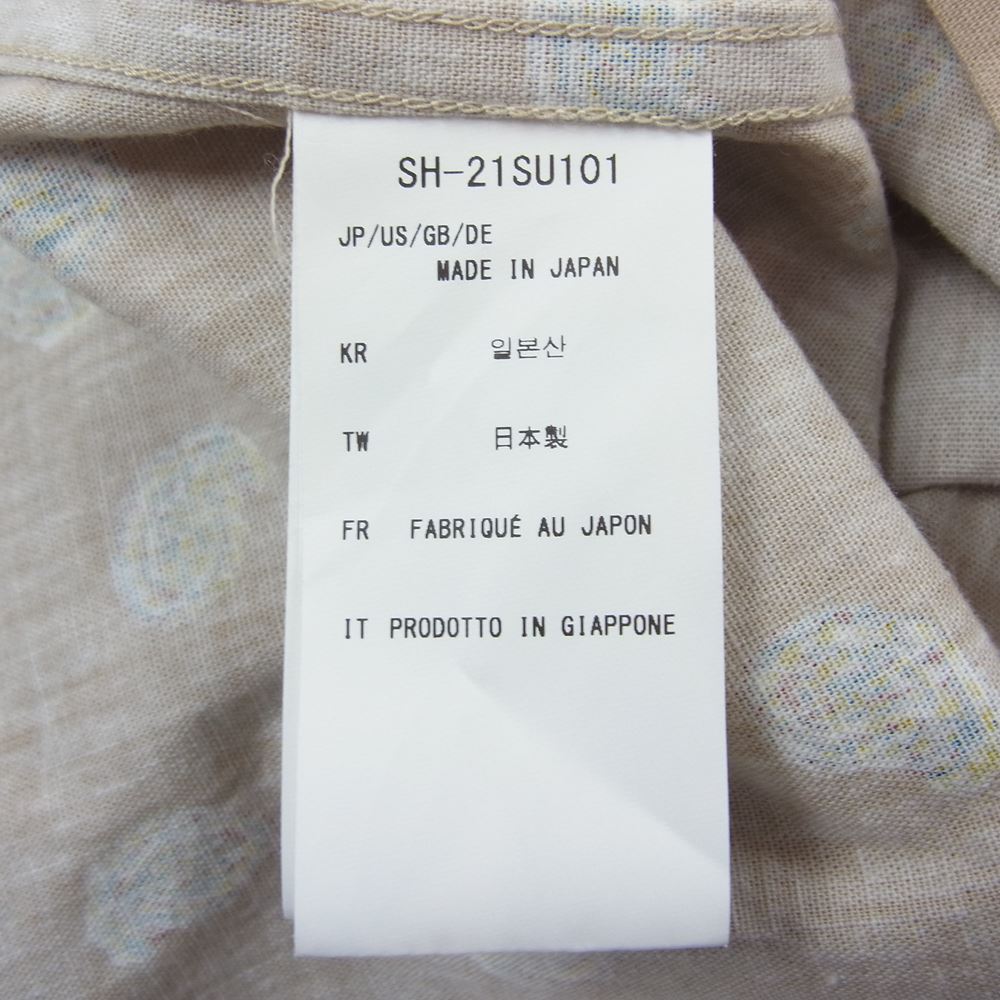 SH-21SU101
JP/US/GB/DE
MADE IN JAPAN
KR 일본산
TW 日本製
FR FABRIQUÉ AU JAPON
IT PRODOTTO IN GIAPPONE